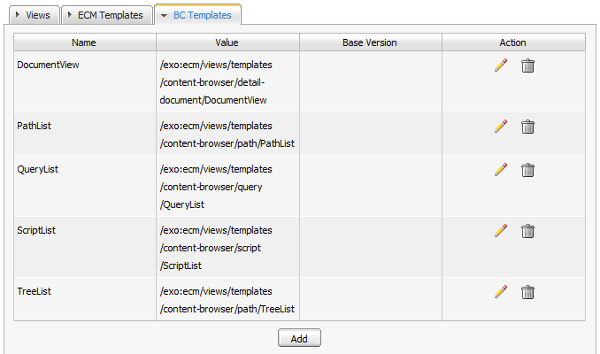 Views ECM Templates BC Templates
Name Value Base Version Action
DocumentView /exo:ecm/views/templates
/content-browser/detail-
document/DocumentView
PathList /exo:ecm/views/templates
/content-browser/path/PathList
QueryList /exo:ecm/views/templates
/content-browser/query
/QueryList
ScriptList /exo:ecm/views/templates
/content-browser/script
/ScriptList
TreeList /exo:ecm/views/templates
/content-browser/path/TreeList
Add